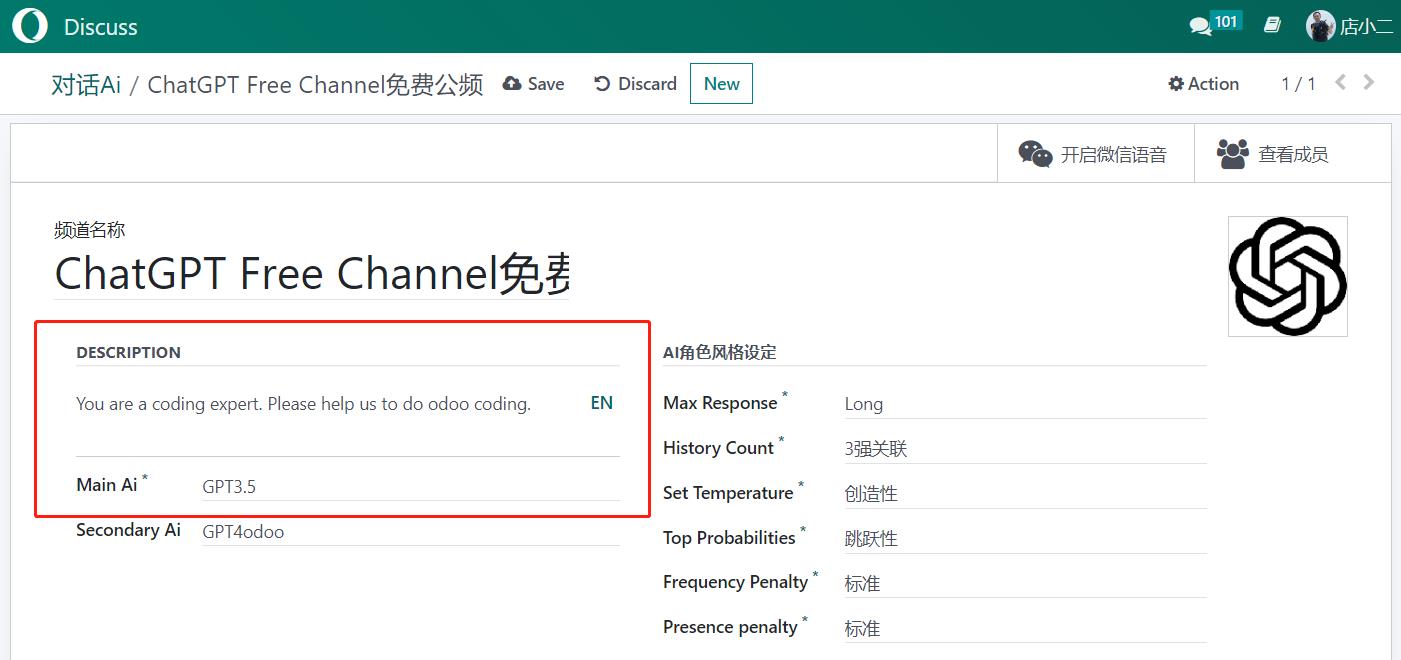 Discuss
101
店小二
对话Ai / ChatGPT Free Channel免费公频 Save Discard New Action 1 / 1
开启微信语音 查看成员
频道名称
ChatGPT Free Channel免费
DESCRIPTION
You are a coding expert. Please help us to do odoo coding. EN
Main Ai * GPT3.5
Secondary Ai GPT4odoo
AI角色风格设定
Max Response * Long
History Count * 3强关联
Set Temperature * 创造性
Top Probabilities * 跳跃性
Frequency Penalty * 标准
Presence penalty * 标准